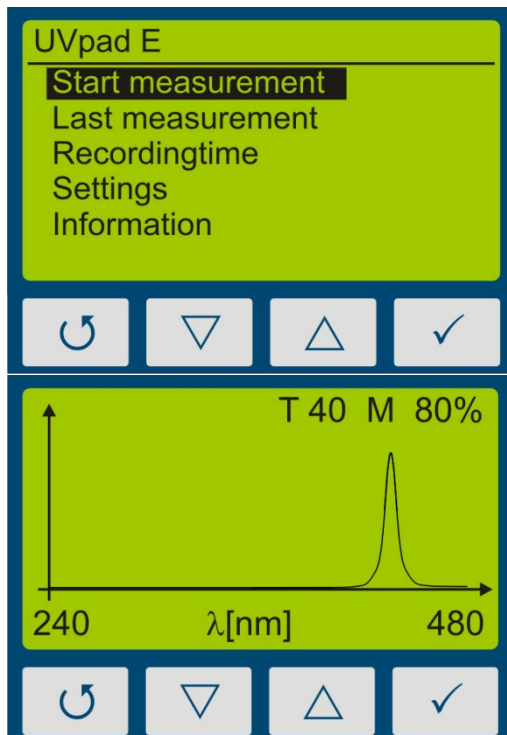 UVpad E
Start measurement
Last measurement
Recordingtime
Settings
Information
T 40 M 80%
240 λ[nm] 480